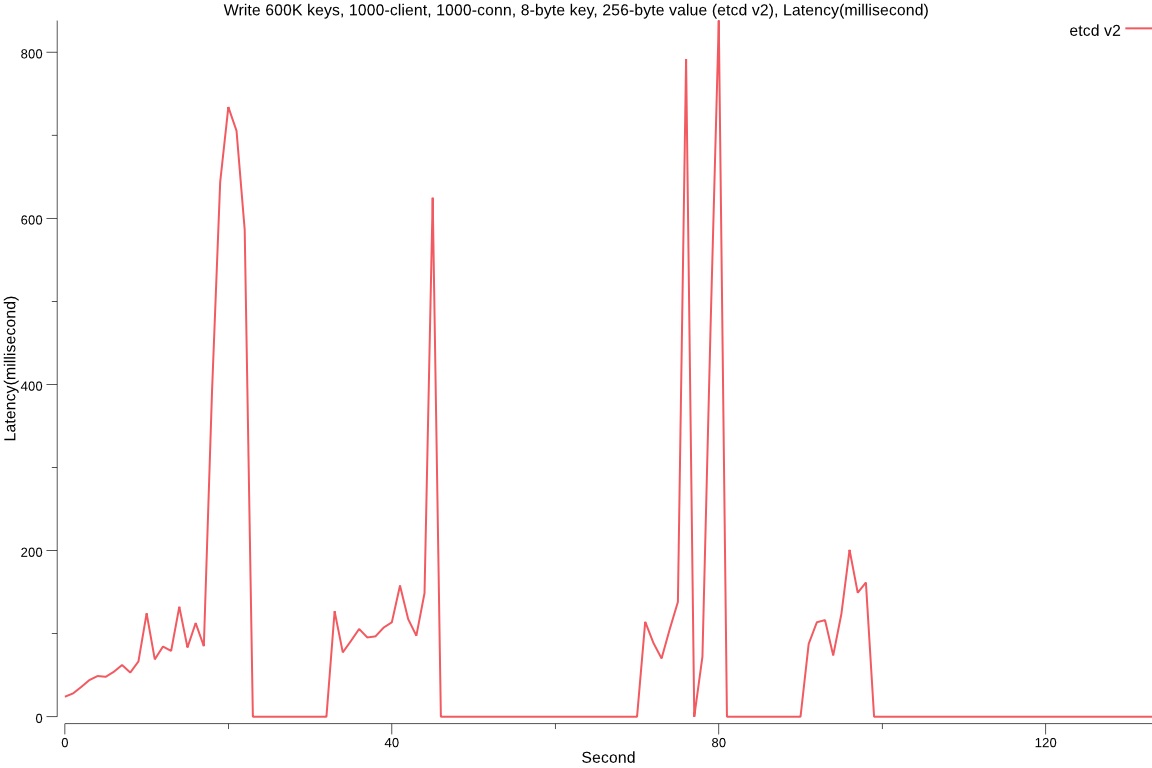 Write 600K keys, 1000-client, 1000-conn, 8-byte key, 256-byte value (etcd v2), Latency(millisecond)
etcd v2
800
600
400
200
0
Latency(millisecond)
0 40 80 120
Second